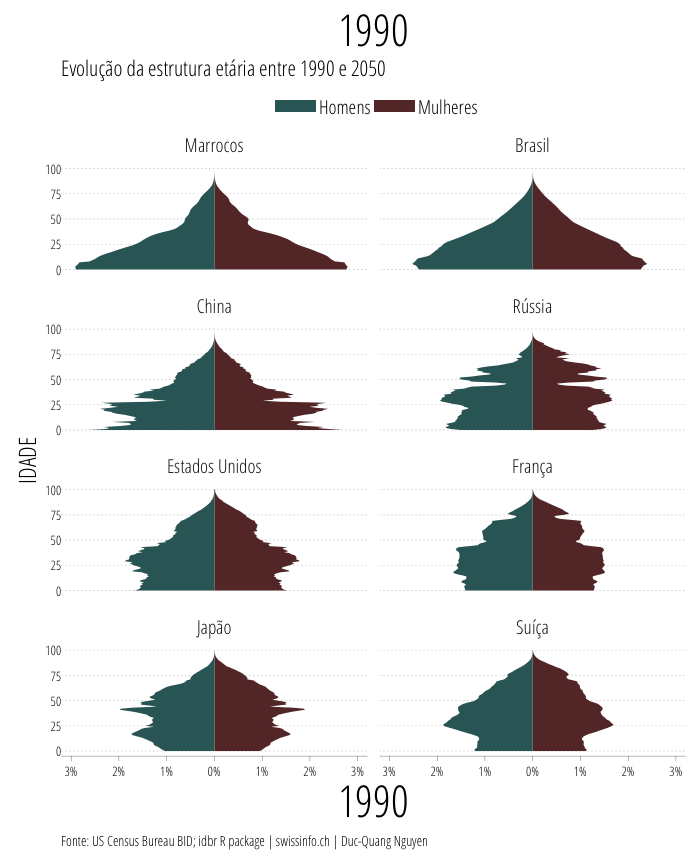 1990
Evolução da estrutura etária entre 1990 e 2050
Homens Mulheres
Marrocos Brasil
100
75
50
25
0
China Rússia
100
75
50
25
0
IDADE
Estados Unidos França
100
75
50
25
0
Japão Suíça
100
75
50
25
0
3% 2% 1% 0% 1% 2% 3% 3% 2% 1% 0% 1% 2% 3%
1990
Fonte: US Census Bureau BID; idbr R package | swissinfo.ch | Duc-Quang Nguyen